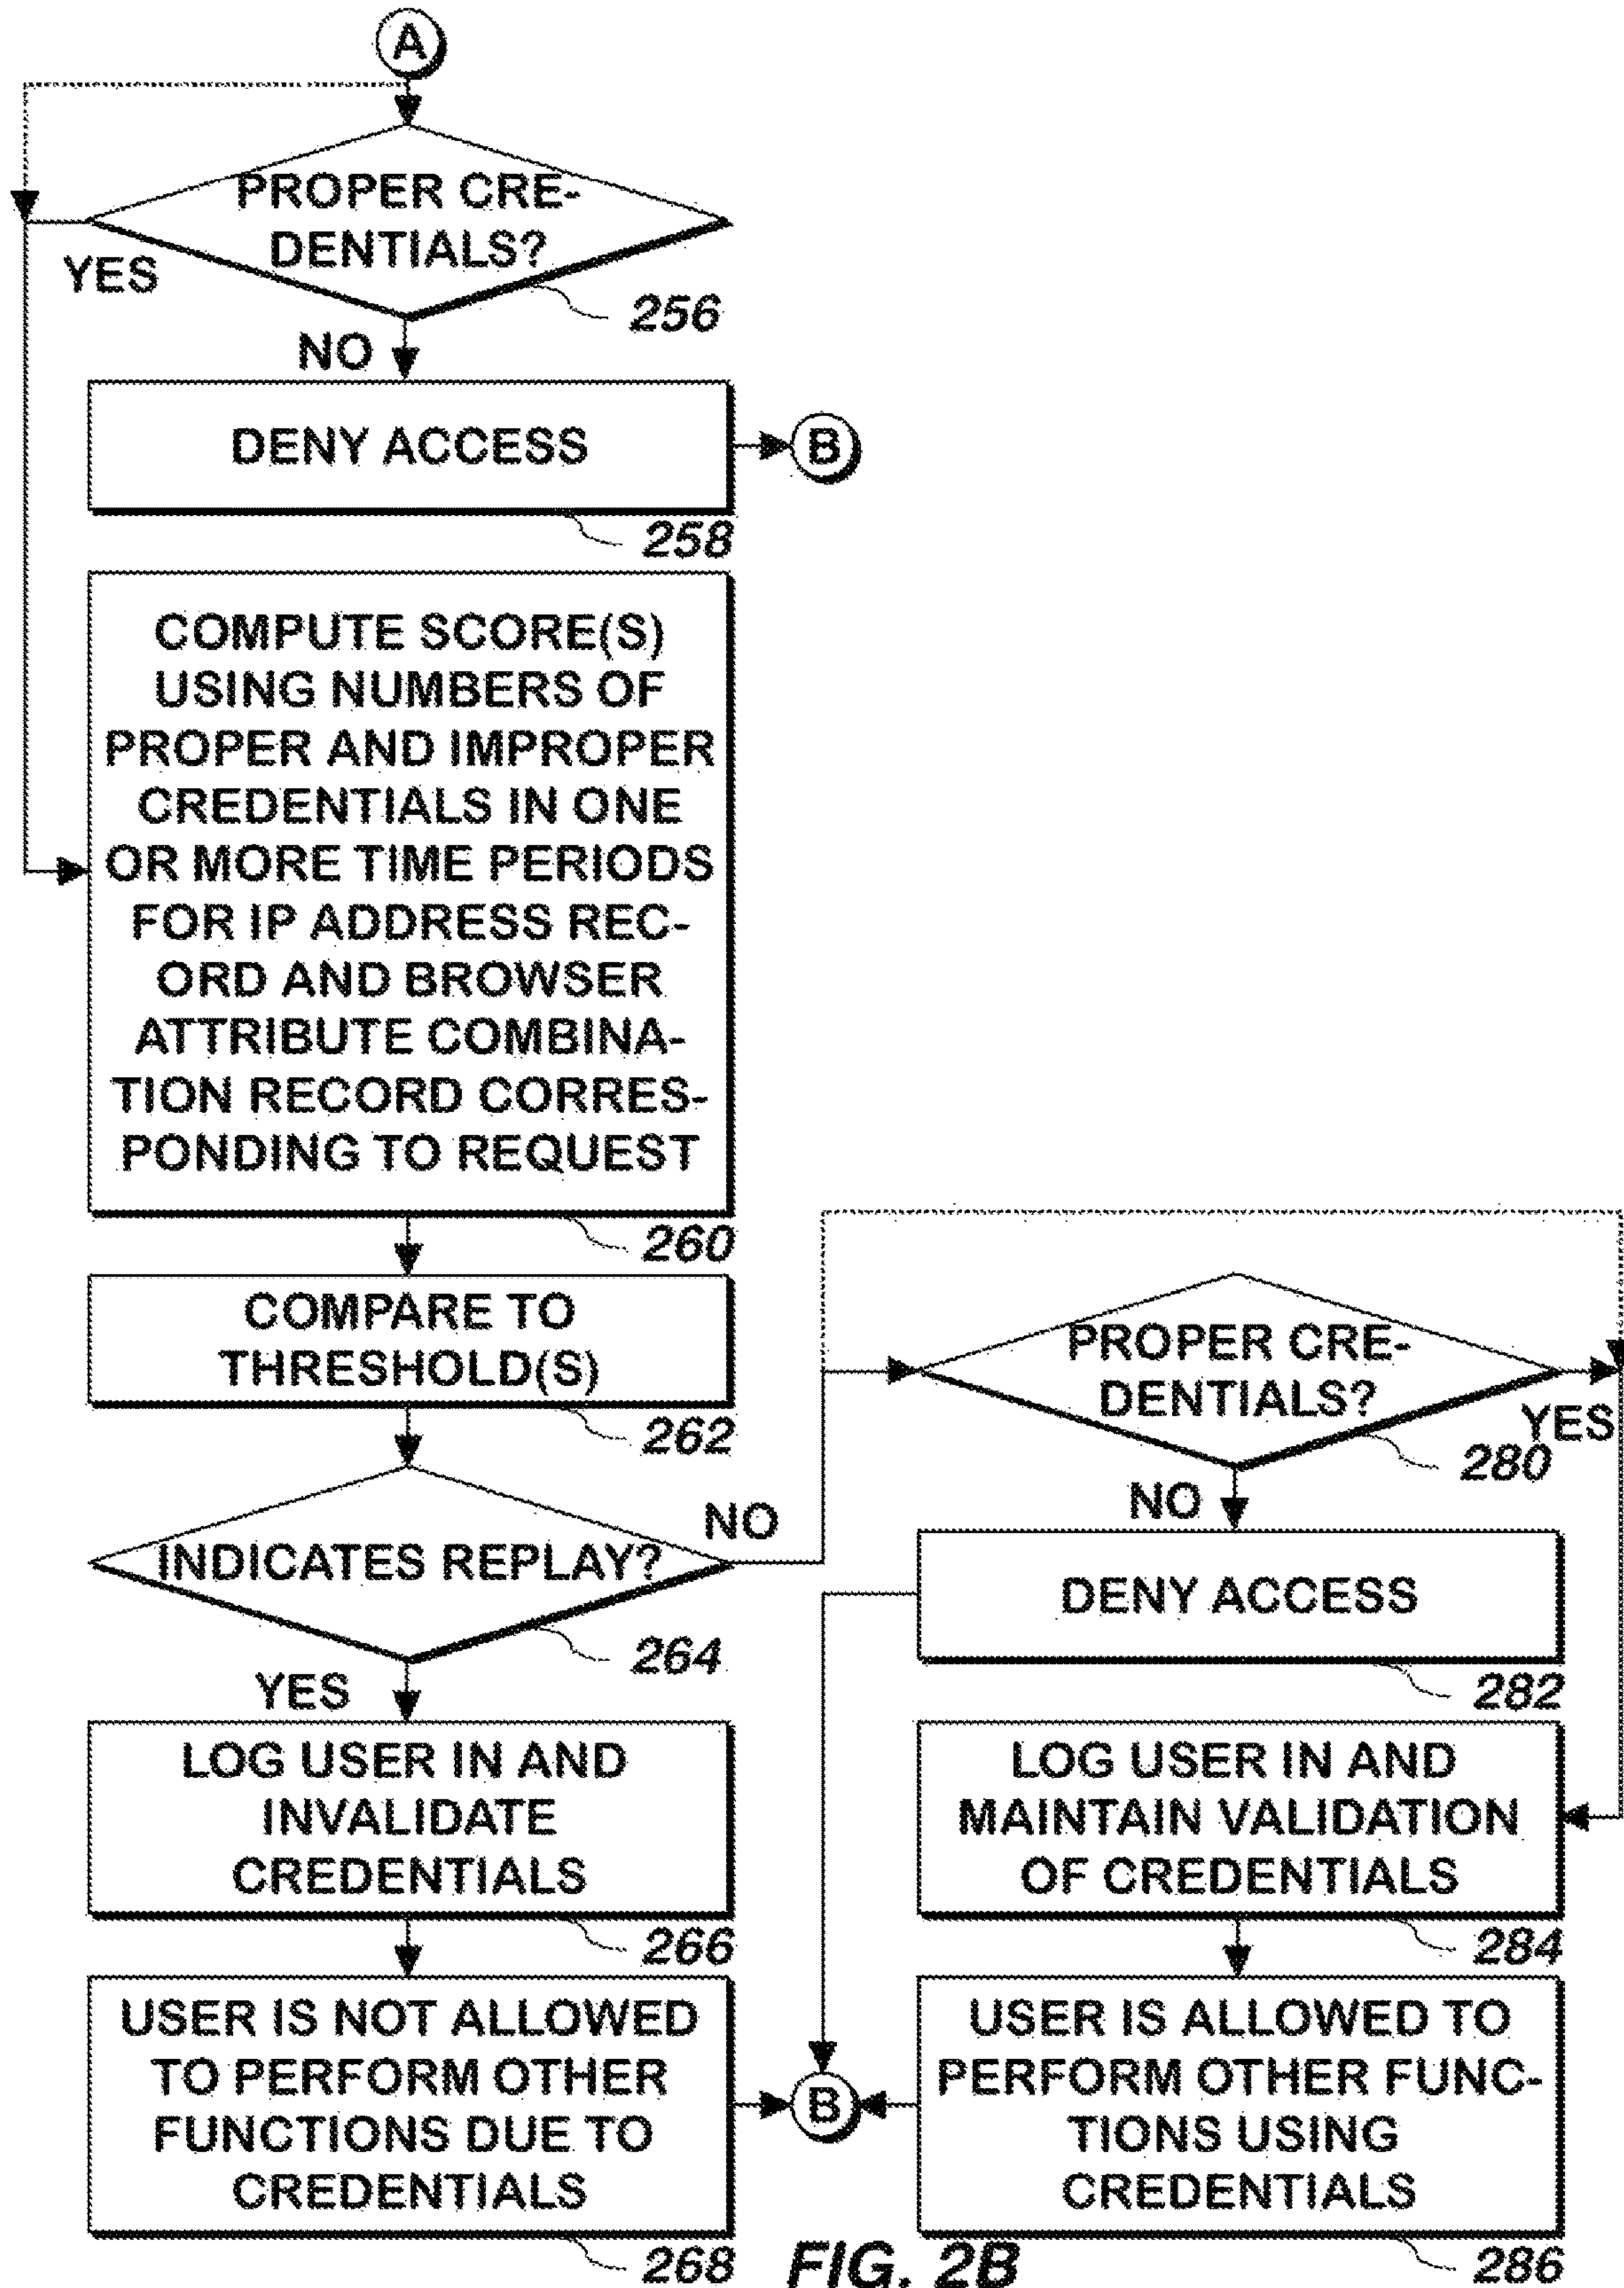 A
PROPER CRE-
DENTIALS?
YES
256
NO
DENY ACCESS
B
258
COMPUTE SCORE(S)
USING NUMBERS OF
PROPER AND IMPROPER
CREDENTIALS IN ONE
OR MORE TIME PERIODS
FOR IP ADDRESS REC-
ORD AND BROWSER
ATTRIBUTE COMBINA-
TION RECORD CORRES-
PONDING TO REQUEST
260
COMPARE TO
THRESHOLD(S)
262
INDICATES REPLAY?
NO
264
YES
LOG USER IN AND
INVALIDATE
CREDENTIALS
266
USER IS NOT ALLOWED
TO PERFORM OTHER
FUNCTIONS DUE TO
CREDENTIALS
268
PROPER CRE-
DENTIALS?
YES
280
NO
DENY ACCESS
282
LOG USER IN AND
MAINTAIN VALIDATION
OF CREDENTIALS
284
USER IS ALLOWED TO
PERFORM OTHER FUNC-
TIONS USING
CREDENTIALS
286
B
FIG. 2B